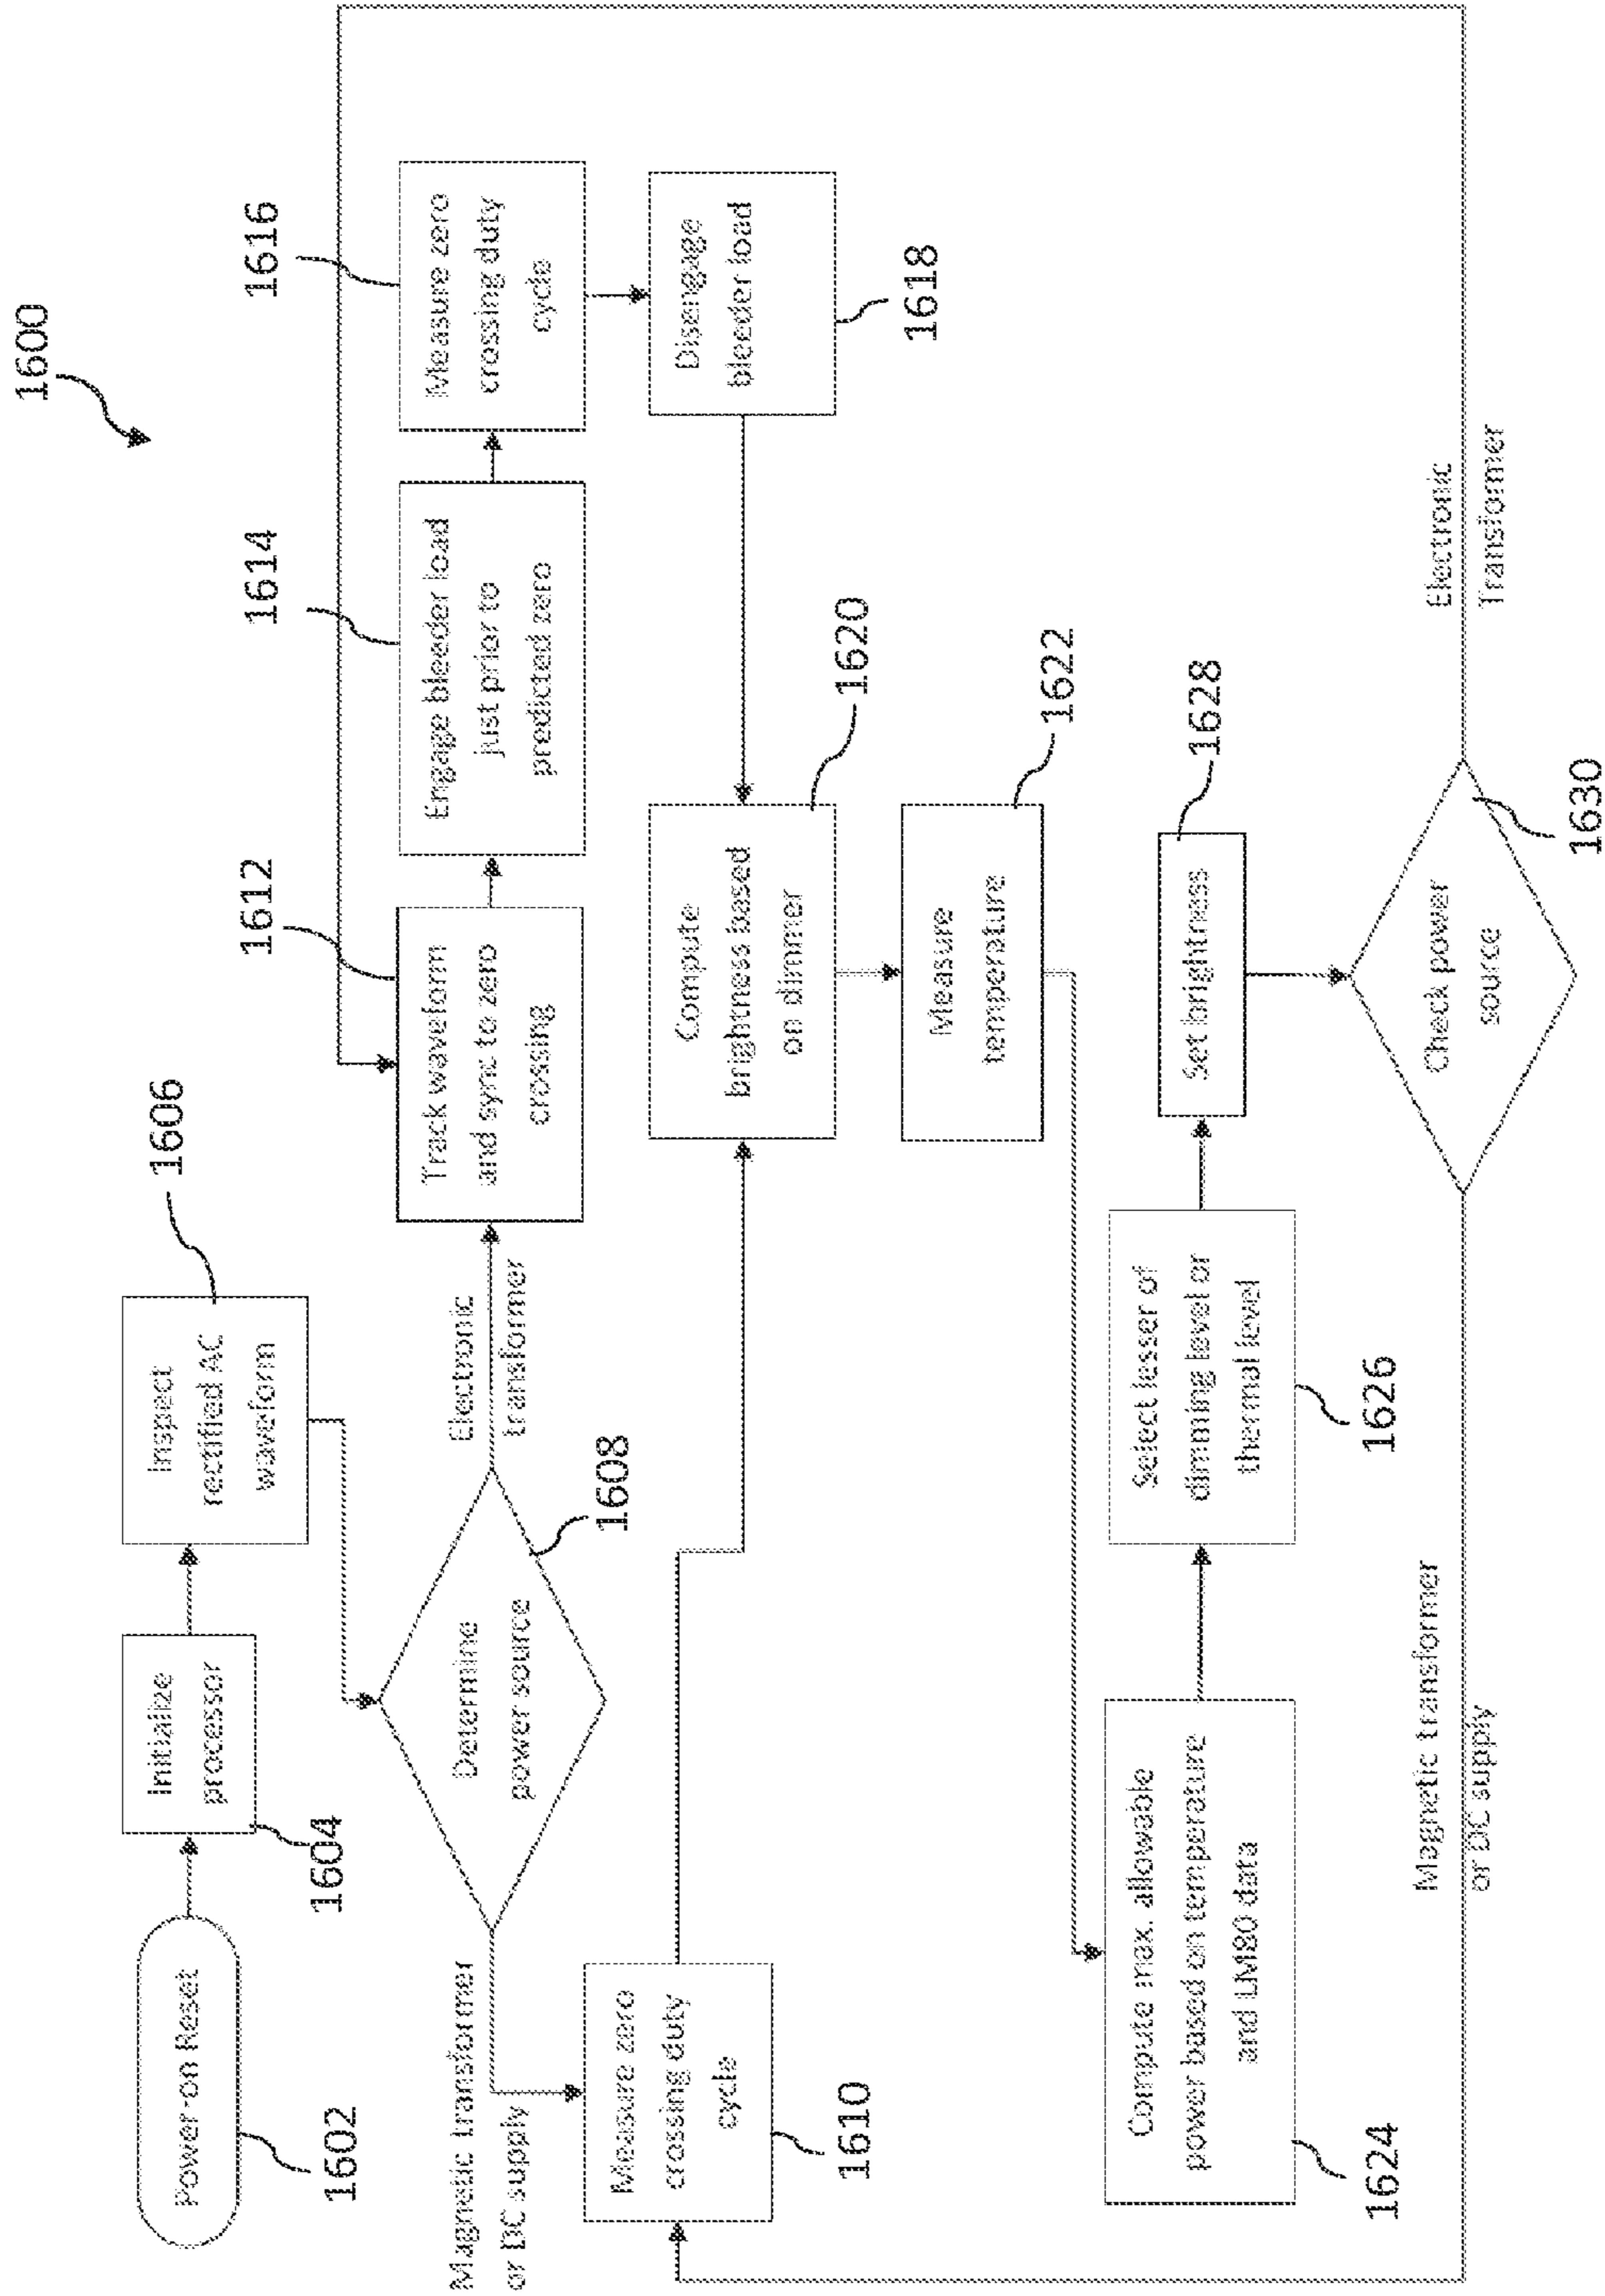 1600
Power-on Reset
1602
Initialize
processor
1604
Inspect
rectified AC
waveform
1606
Determine
power source
1608
Magnetic transformer
or DC supply
Electronic
transformer
Measure zero
crossing duty
cycle
1610
Track waveform
and sync to zero
crossing
1612
Engage bleeder load
just prior to
predicted zero
1614
Measure zero
crossing duty
cycle
1616
Disengage
bleeder load
1618
Compute
brightness based
on dimmer
1620
Measure
temperature
1622
Compute max. allowable
power based on temperature
and LM80 data
1624
Select lesser of
dimming level or
thermal level
1626
Set brightness
1628
Check power
source
1630
Magnetic transformer
or DC supply
Electronic
Transformer